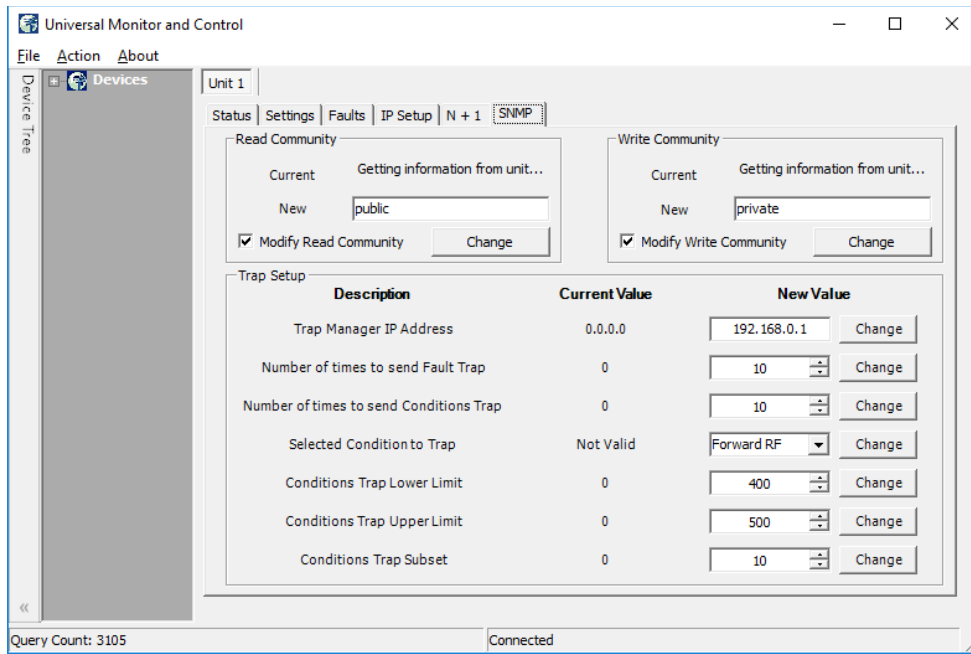 Universal Monitor and Control
File Action About
Device Tree
Devices
Unit 1
Status Settings Faults IP Setup N + 1 SNMP
Read Community
Current Getting information from unit...
New public
Modify Read Community Change
Write Community
Current Getting information from unit...
New private
Modify Write Community Change
Trap Setup
Description Current Value New Value
Trap Manager IP Address 0.0.0.0 192.168.0.1 Change
Number of times to send Fault Trap 0 10 Change
Number of times to send Conditions Trap 0 10 Change
Selected Condition to Trap Not Valid Forward RF Change
Conditions Trap Lower Limit 0 400 Change
Conditions Trap Upper Limit 0 500 Change
Conditions Trap Subset 0 10 Change
Query Count: 3105 Connected